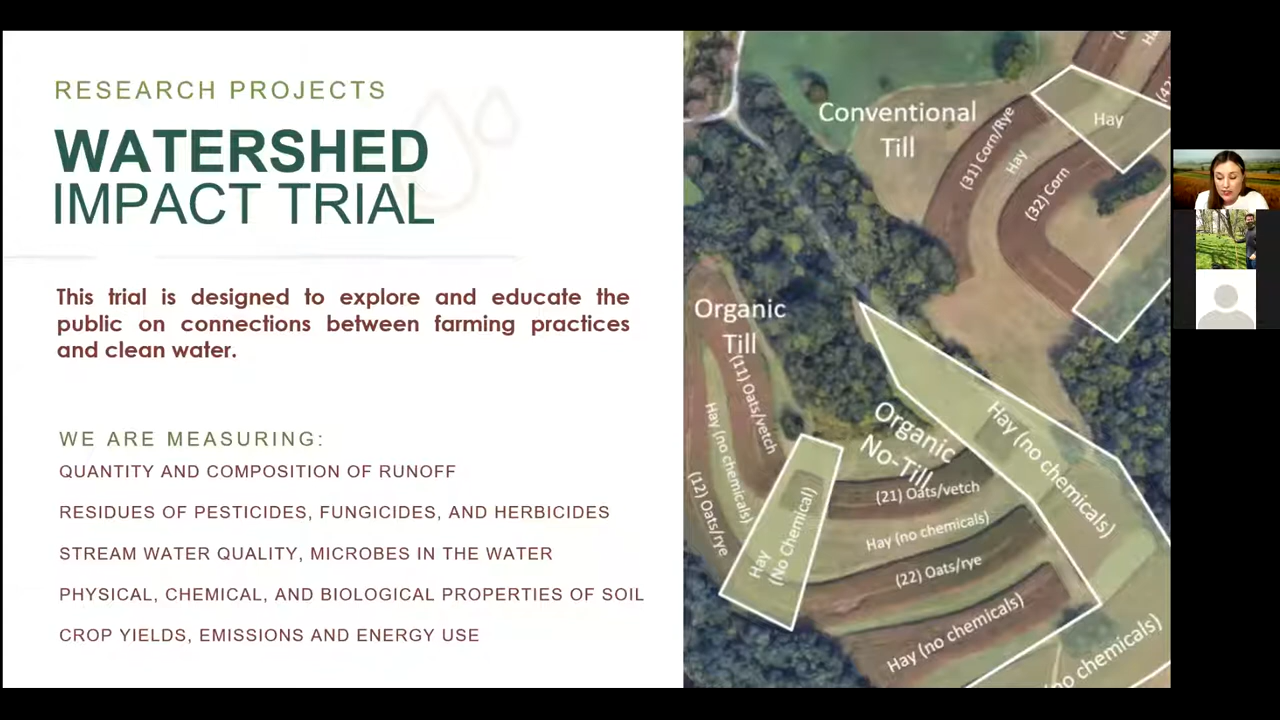 RESEARCH PROJECTS
WATERSHED
IMPACT TRIAL
This trial is designed to explore and educate the
public on connections between farming practices
and clean water.
WE ARE MEASURING:
QUANTITY AND COMPOSITION OF RUNOFF
RESIDUES OF PESTICIDES, FUNGICIDES, AND HERBICIDES
STREAM WATER QUALITY, MICROBES IN THE WATER
PHYSICAL, CHEMICAL, AND BIOLOGICAL PROPERTIES OF SOIL
CROP YIELDS, EMISSIONS AND ENERGY USE
Conventional
Till
(31) Corn/Rye
Hay
(32) Corn
Hay
Organic
Till
(11) Oats/vetch
Hay (no chemicals)
(12) Oats/rye
Hay
(No Chemical)
Organic
No-Till
(21) Oats/vetch
Hay (no chemicals)
(22) Oats/rye
Hay (no chemicals)
Hay (no chemicals)
chemicals)